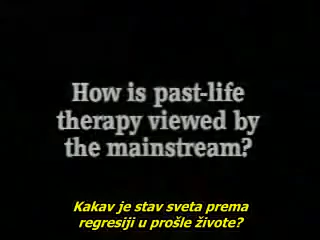 How is past-life
therapy viewed by
the mainstream?
Kakav je stav sveta prema
regresiji u prošle živote?